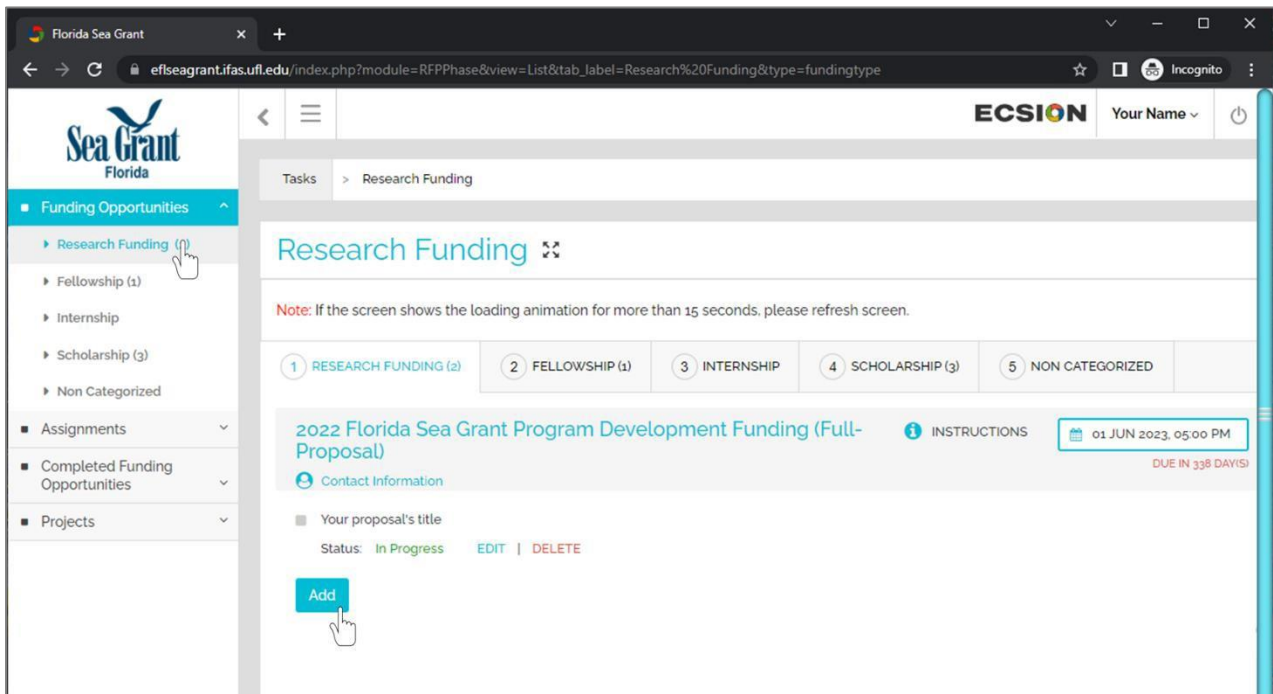 Florida Sea Grant
eflseagrant.ifas.ufl.edu/index.php?module=RFPPhase&view=List&tab_label=Research%20Funding&type=fundingtype
Incognito
Sea Grant
Florida
ECSION
Your Name
Tasks > Research Funding
Funding Opportunities
Research Funding
Fellowship (1)
Internship
Scholarship (3)
Non Categorized
Assignments
Completed Funding
Opportunities
Projects
Research Funding
Note: If the screen shows the loading animation for more than 15 seconds, please refresh screen.
1 RESEARCH FUNDING (2)
2 FELLOWSHIP (1)
3 INTERNSHIP
4 SCHOLARSHIP (3)
5 NON CATEGORIZED
2022 Florida Sea Grant Program Development Funding (Full-
Proposal)
INSTRUCTIONS
01 JUN 2023, 05:00 PM
DUE IN 338 DAY(S)
Contact Information
Your proposal's title
Status: In Progress EDIT | DELETE
Add